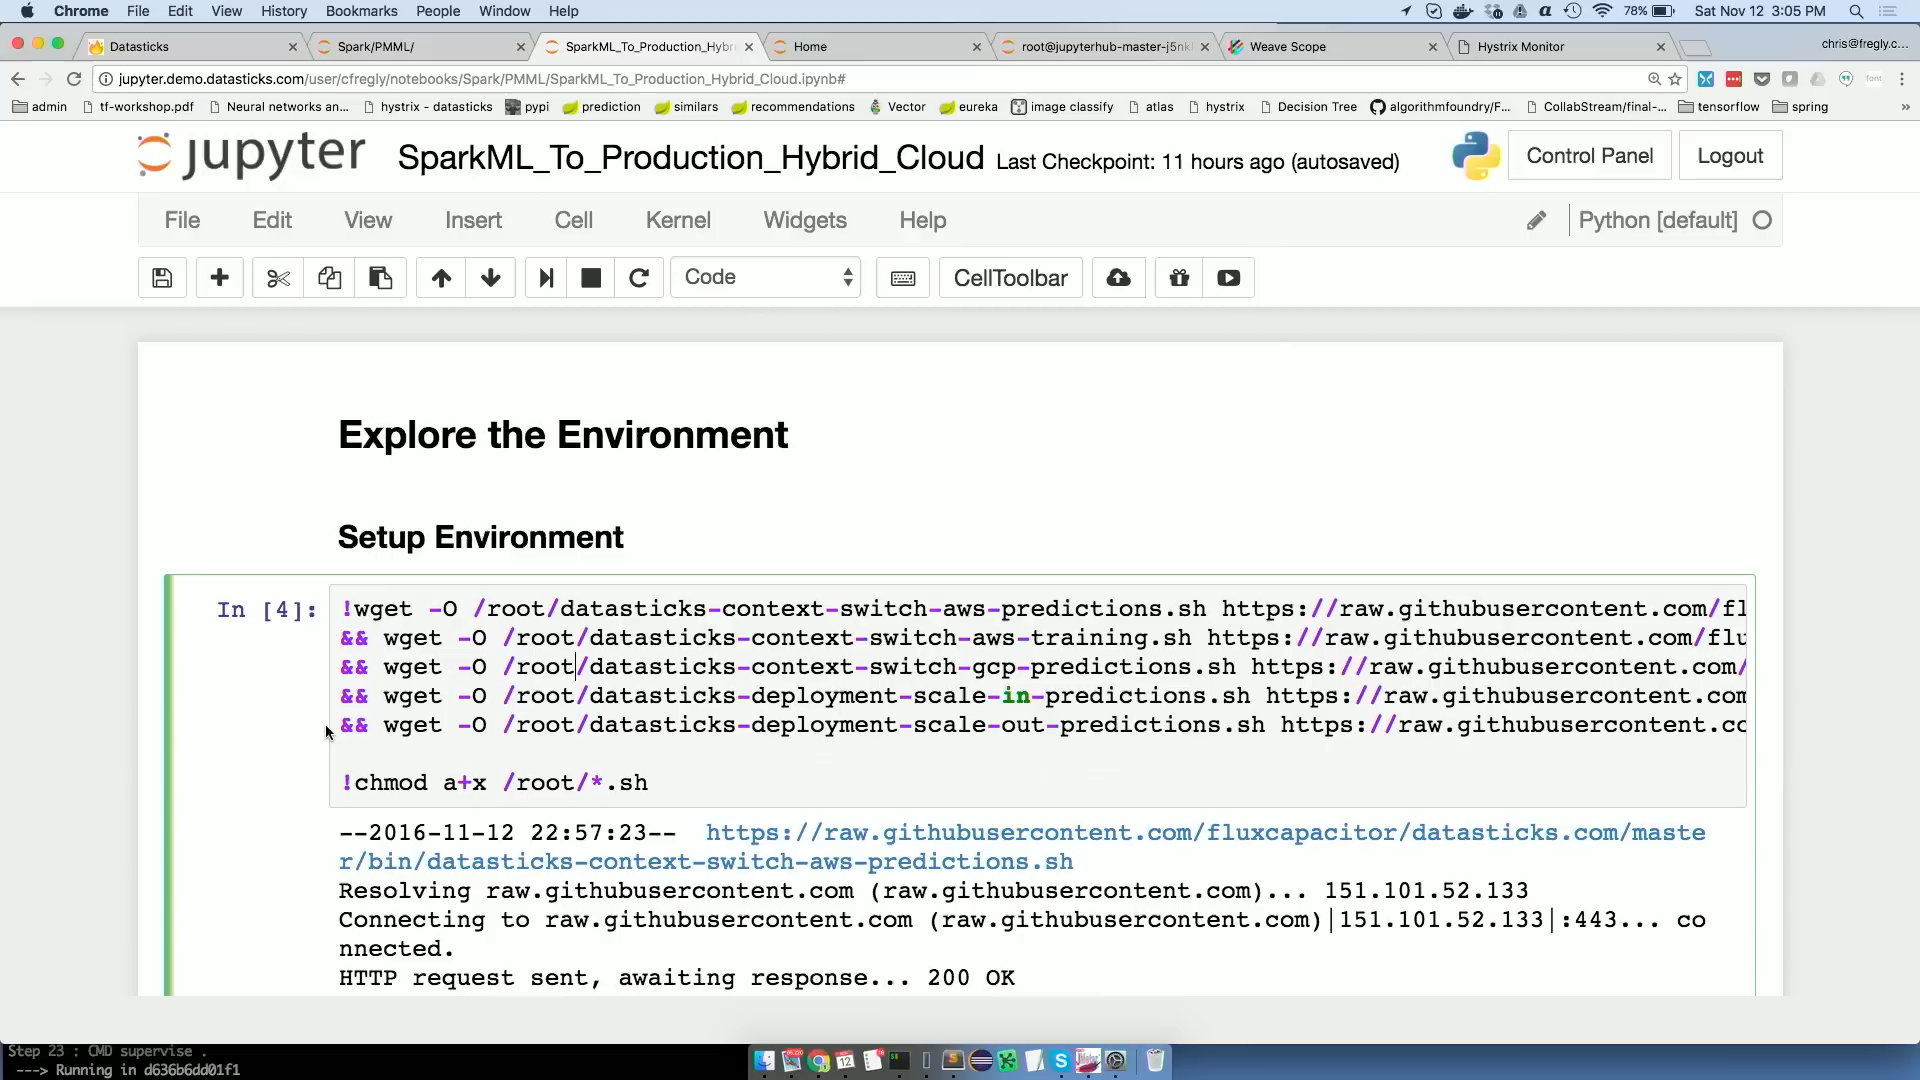 Chrome File Edit View History Bookmarks People Window Help 78% Sat Nov 12 3:05 PM
Datasticks Spark/PMML/ SparkML_To_Production_Hybr Home root@jupyterhub-master-j5nk Weave Scope Hystrix Monitor chris@fregly.c...
jupyter.demo.datasticks.com/user/cfregly/notebooks/Spark/PMML/SparkML_To_Production_Hybrid_Cloud.ipynb#
admin tf-workshop.pdf Neural networks an... hystrix - datasticks pypi prediction similars recommendations Vector eureka image classify atlas hystrix Decision Tree algorithmfoundry/F... CollabStream/final-... tensorflow spring »
jupyter SparkML_To_Production_Hybrid_Cloud Last Checkpoint: 11 hours ago (autosaved) Control Panel Logout
File Edit View Insert Cell Kernel Widgets Help Python [default]
Code CellToolbar
Explore the Environment
Setup Environment
In [4]: !wget -O /root/datasticks-context-switch-aws-predictions.sh https://raw.githubusercontent.com/fl
&& wget -O /root/datasticks-context-switch-aws-training.sh https://raw.githubusercontent.com/flu
&& wget -O /root/datasticks-context-switch-gcp-predictions.sh https://raw.githubusercontent.com/
&& wget -O /root/datasticks-deployment-scale-in-predictions.sh https://raw.githubusercontent.com
&& wget -O /root/datasticks-deployment-scale-out-predictions.sh https://raw.githubusercontent.co
!chmod a+x /root/*.sh
--2016-11-12 22:57:23-- https://raw.githubusercontent.com/fluxcapacitor/datasticks.com/maste
r/bin/datasticks-context-switch-aws-predictions.sh
Resolving raw.githubusercontent.com (raw.githubusercontent.com)... 151.101.52.133
Connecting to raw.githubusercontent.com (raw.githubusercontent.com)|151.101.52.133|:443... co
nnected.
HTTP request sent, awaiting response... 200 OK
Step 23 : CMD supervise .
---> Running in d636b6dd01f1